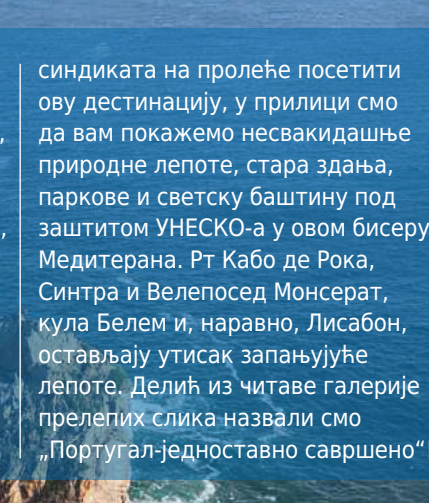 синдиката на пролеће посетити
ову дестинацију, у прилици смо
да вам покажемо несвакидашње
природне лепоте, стара здања,
паркове и светску баштину под
заштитом УНЕСКО-а у овом бисеру
Медитерана. Рт Кабо де Рока,
Синтра и Велепосед Монсерат,
кула Белем и, наравно, Лисабон,
остављају утисак запањујуће
лепоте. Делић из читаве галерије
прелепих слика назвали смо
„Португал-једноставно савршено“!